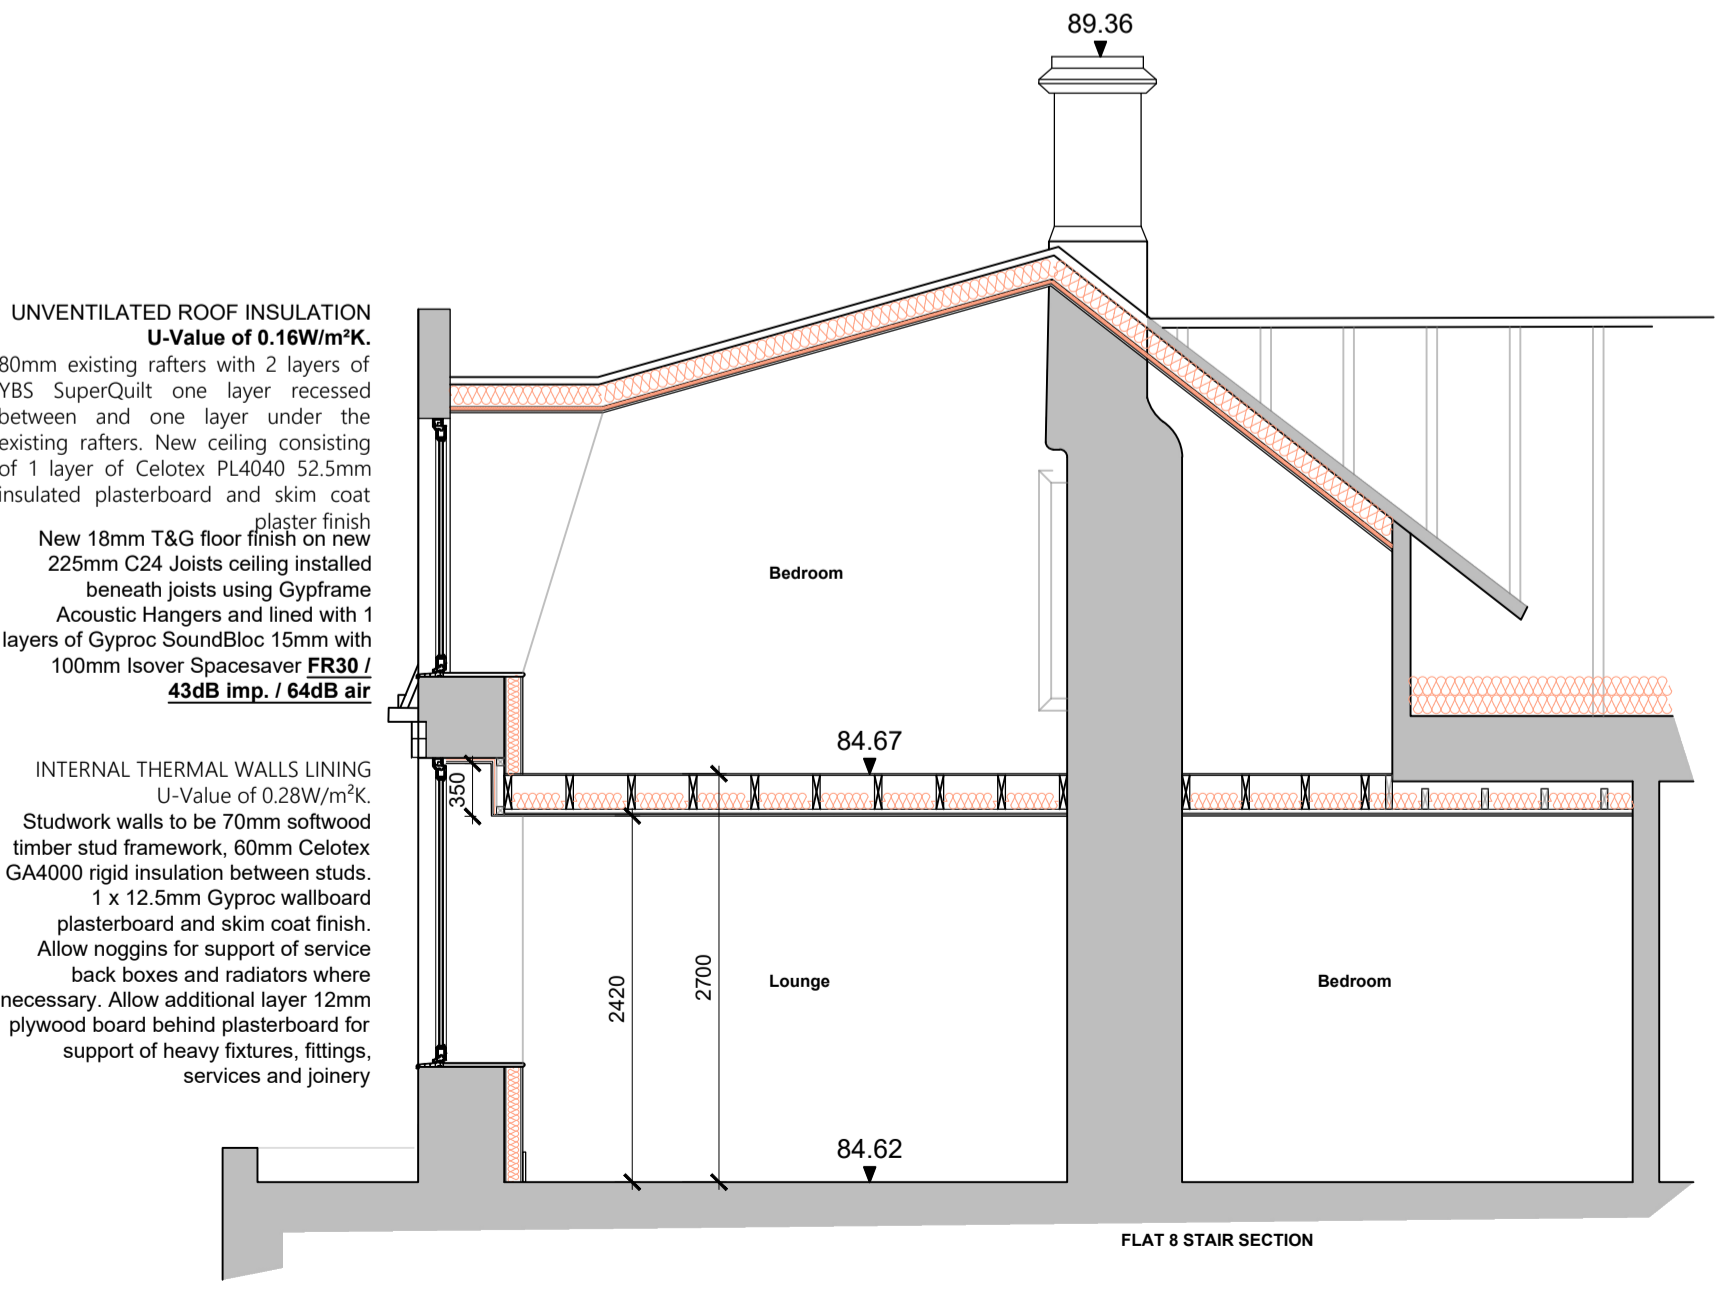 89.36
UNVENTILATED ROOF INSULATION
U-Value of 0.16W/m²K.
80mm existing rafters with 2 layers of
YBS SuperQuilt one layer recessed
between and one layer under the
existing rafters. New ceiling consisting
of 1 layer of Celotex PL4040 52.5mm
insulated plasterboard and skim coat
plaster finish
New 18mm T&G floor finish on new
225mm C24 Joists ceiling installed
beneath joists using Gypframe
Acoustic Hangers and lined with 1
layers of Gyproc SoundBloc 15mm with
100mm Isover Spacesaver FR30 /
43dB imp. / 64dB air
Bedroom
84.67
INTERNAL THERMAL WALLS LINING
U-Value of 0.28W/m²K.
Studwork walls to be 70mm softwood
timber stud framework, 60mm Celotex
GA4000 rigid insulation between studs.
1 x 12.5mm Gyproc wallboard
plasterboard and skim coat finish.
Allow noggins for support of service
back boxes and radiators where
necessary. Allow additional layer 12mm
plywood board behind plasterboard for
support of heavy fixtures, fittings,
services and joinery
350
2420
2700
Lounge
Bedroom
84.62
FLAT 8 STAIR SECTION